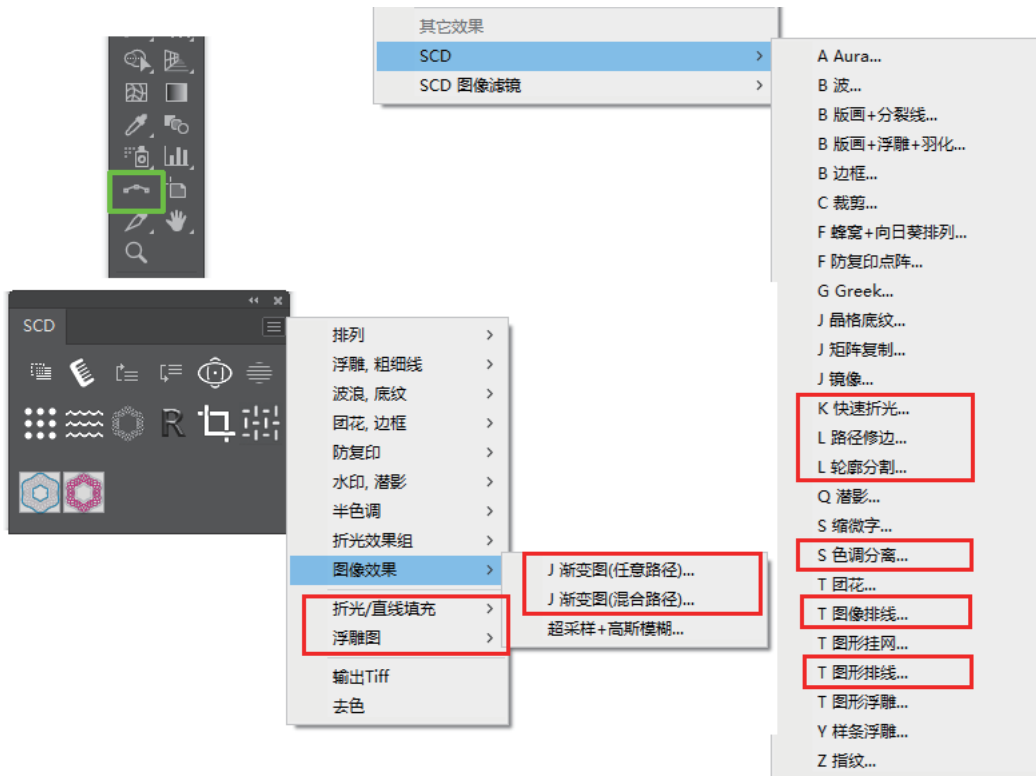 其它效果
SCD
SCD 图像滤镜
A Aura...
B 波...
B 版画+分裂线...
B 版画+浮雕+羽化...
B 边框...
C 裁剪...
F 蜂窝+向日葵排列...
F 防复印点阵...
G Greek...
J 晶格底纹...
J 矩阵复制...
J 镜像...
K 快速折光...
L 路径修边...
L 轮廓分割...
Q 潜影...
S 缩微字...
S 色调分离...
T 团花...
T 图像排线...
T 图形挂网...
T 图形排线...
T 图形浮雕...
Y 样条浮雕...
Z 指纹...
SCD
R
排列
浮雕, 粗细线
波浪, 底纹
团花, 边框
防复印
水印, 潜影
半色调
折光效果组
图像效果
折光/直线填充
浮雕图
输出Tiff
去色
J 渐变图(任意路径)...
J 渐变图(混合路径)...
超采样+高斯模糊...